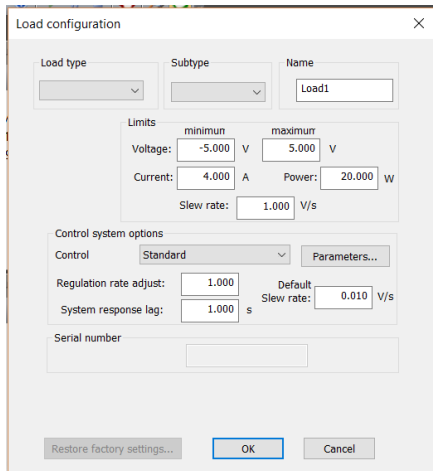 Load configuration
Load type
Subtype
Name
Load1
Limits
minimum maximum
Voltage: -5.000 V 5.000 V
Current: 4.000 A Power: 20.000 W
Slew rate: 1.000 V/s
Control system options
Control Standard Parameters...
Regulation rate adjust: 1.000
Default
Slew rate: 0.010 V/s
System response lag: 1.000 s
Serial number
Restore factory settings... OK Cancel